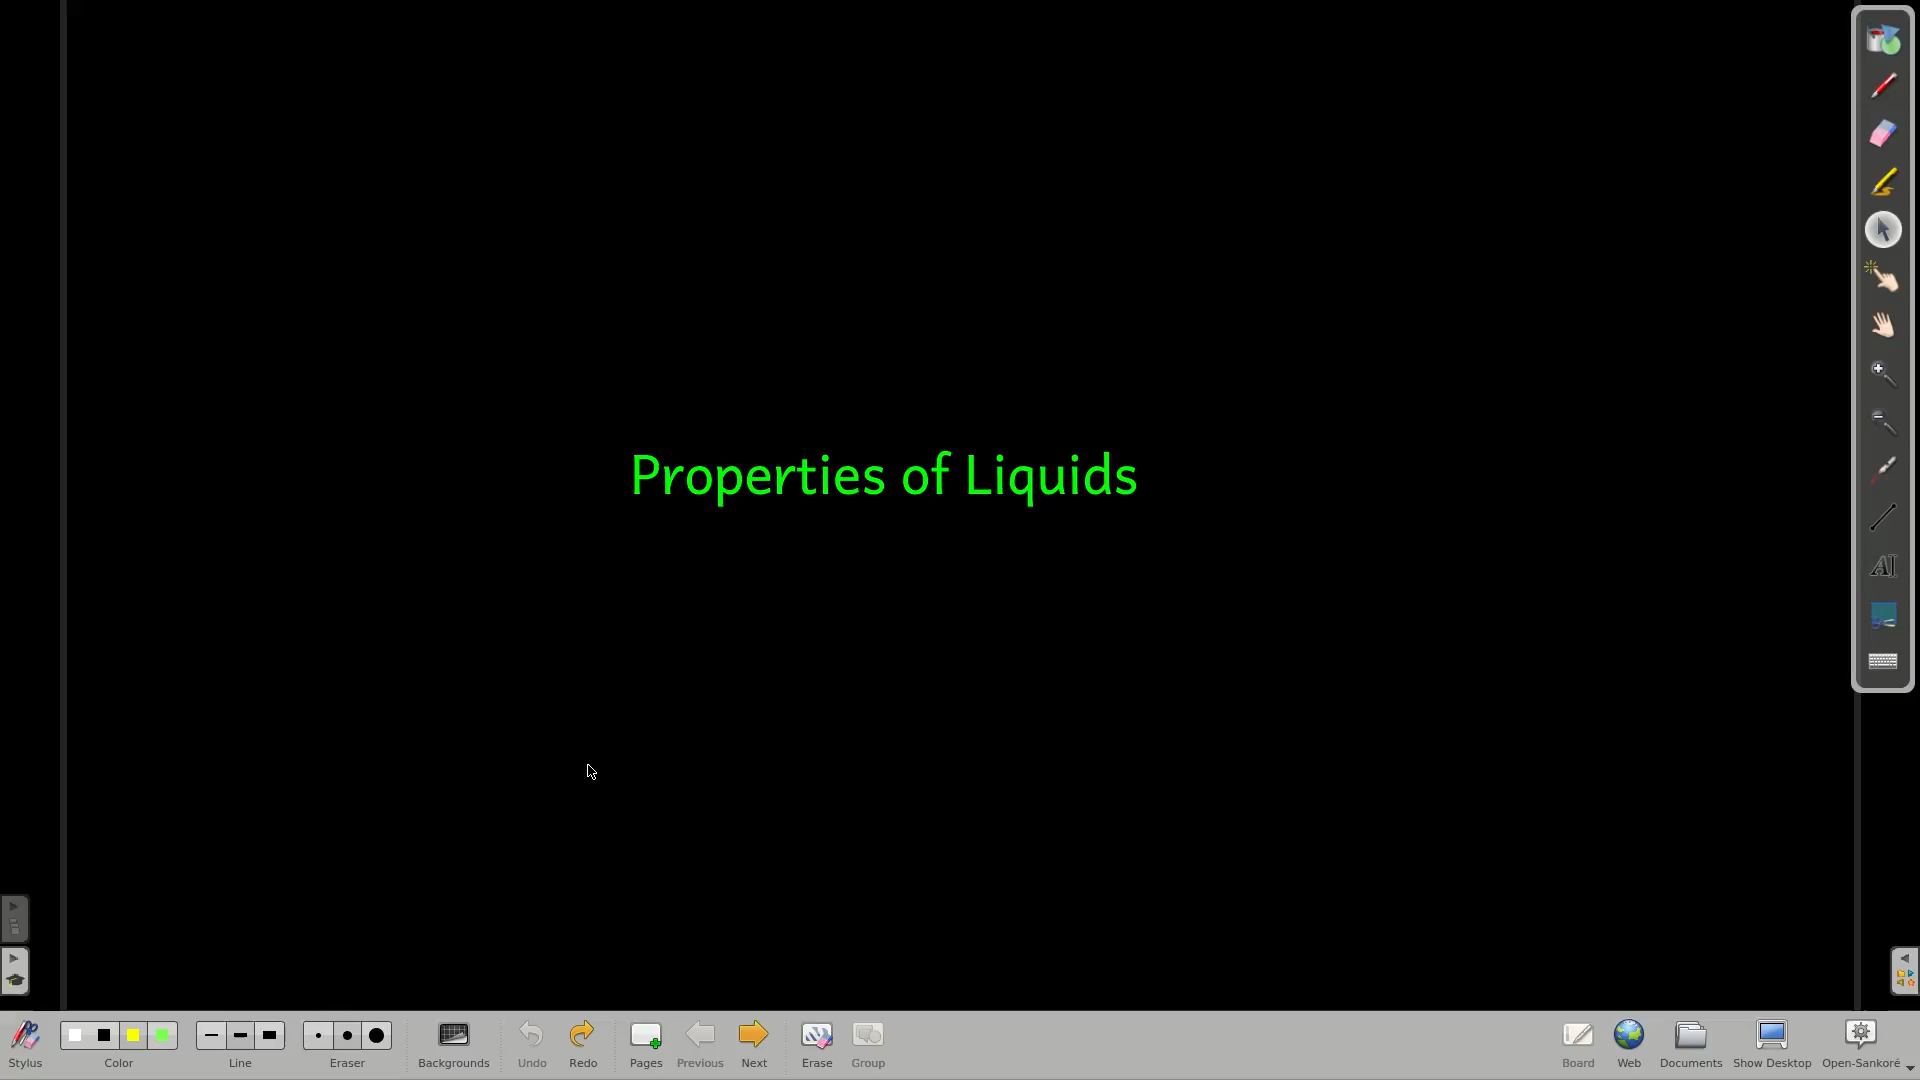 Properties of Liquids
Stylus
Color
Line
Eraser
Backgrounds
Undo
Redo
Pages
Previous
Next
Erase
Group
Board
Web
Documents
Show Desktop
Open-Sankoré